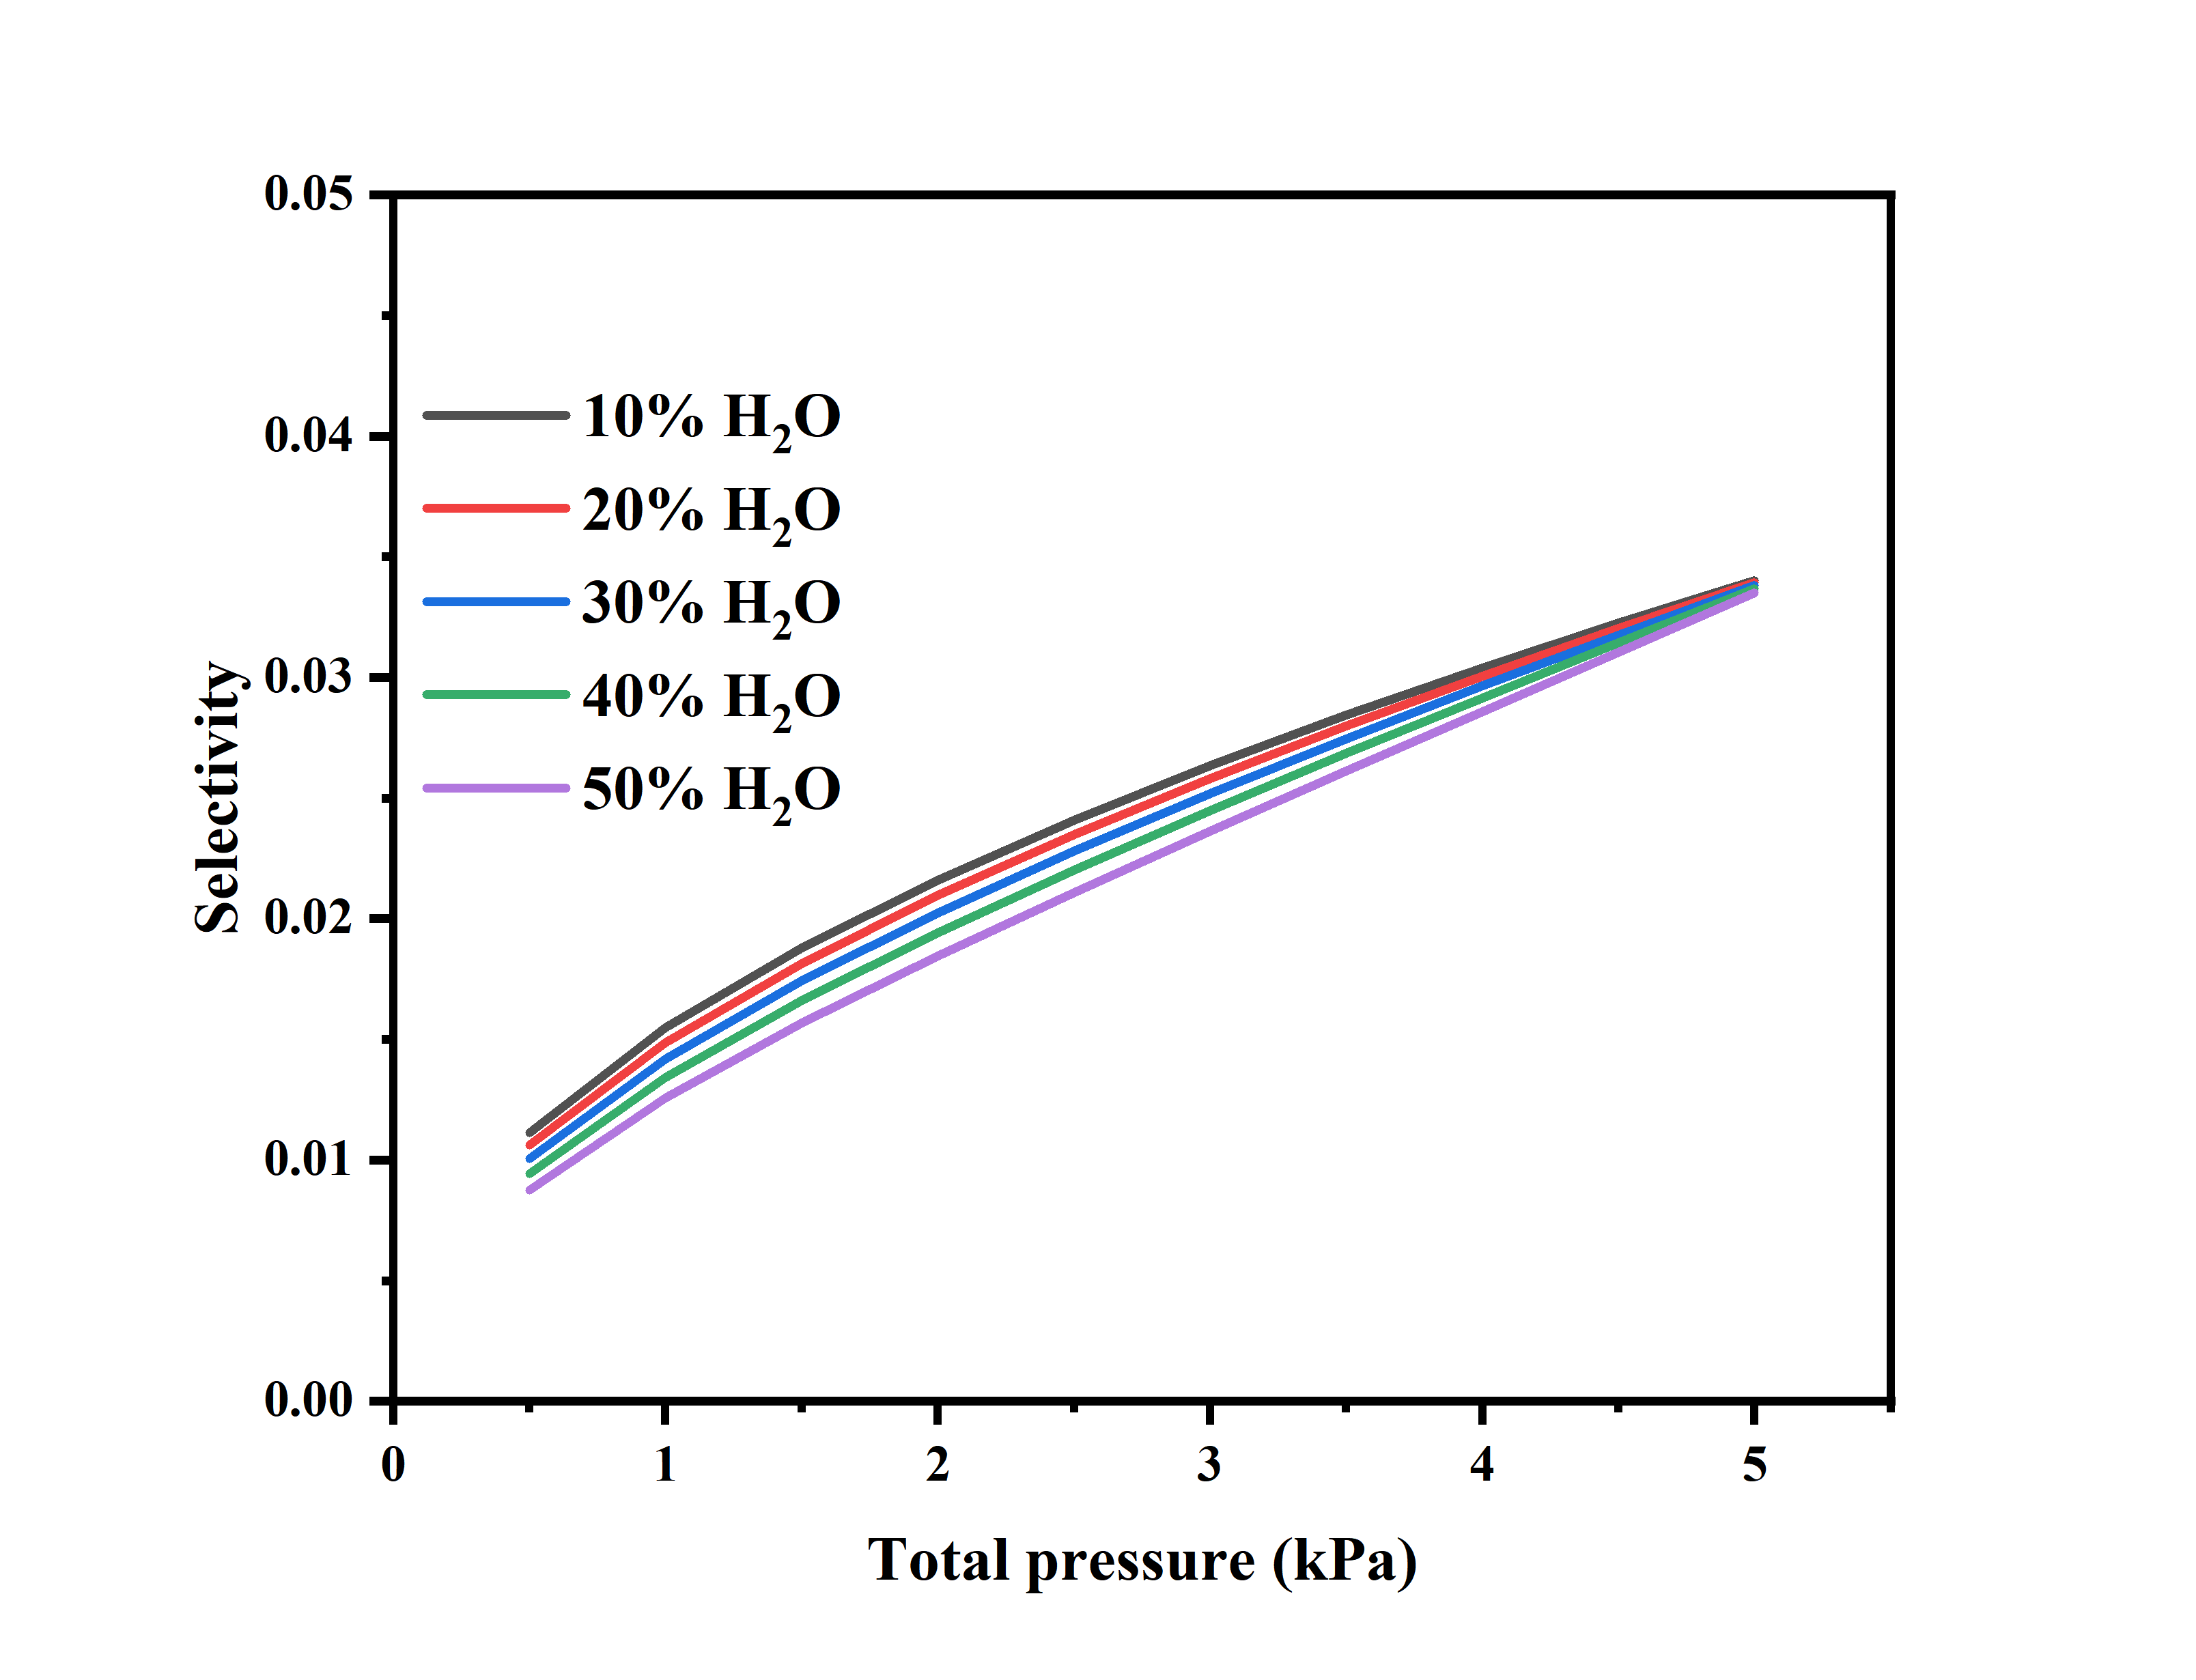 0.05
0.04
0.03
0.02
0.01
0.00
Selectivity
10% H₂O
20% H₂O
30% H₂O
40% H₂O
50% H₂O
0 1 2 3 4 5
Total pressure (kPa)